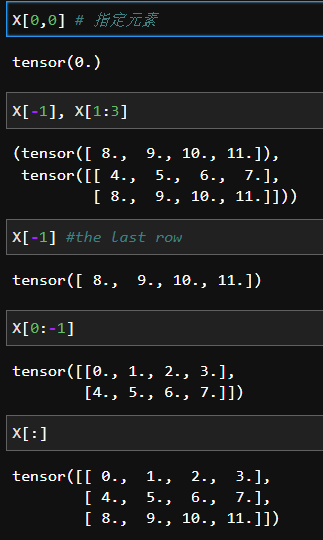 X[0,0] # 指定元素
tensor(0.)
X[-1], X[1:3]
(tensor([ 8.,  9., 10., 11.]),
 tensor([[ 4.,  5.,  6.,  7.],
         [ 8.,  9., 10., 11.]]))
X[-1] #the last row
tensor([ 8.,  9., 10., 11.])
X[0:-1]
tensor([[0., 1., 2., 3.],
        [4., 5., 6., 7.]])
X[:]
tensor([[ 0.,  1.,  2.,  3.],
        [ 4.,  5.,  6.,  7.],
        [ 8.,  9., 10., 11.]])